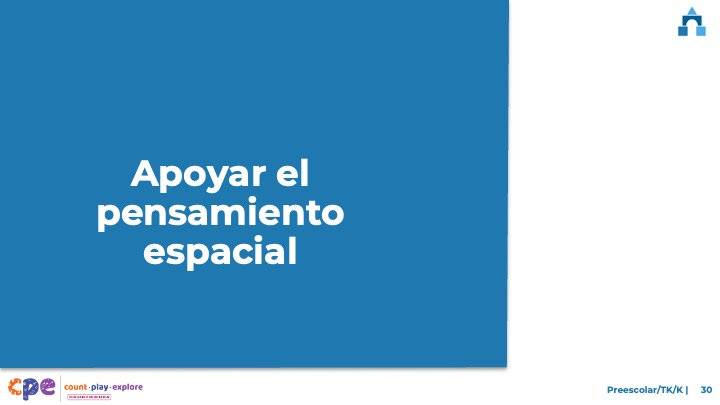 Apoyar el
pensamiento
espacial
cpe
count·play·explore
Preescolar/TK/K | 30